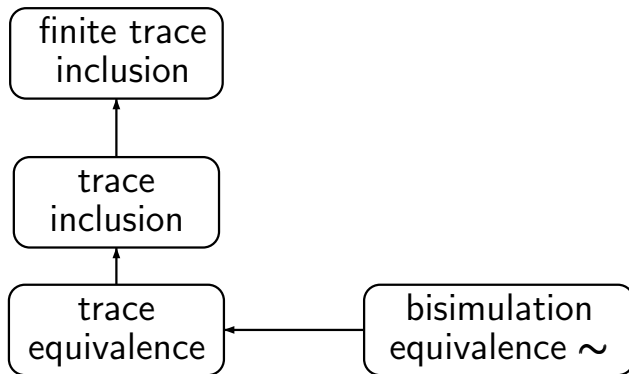 finite trace
inclusion
trace
inclusion
trace
equivalence
bisimulation
equivalence ~